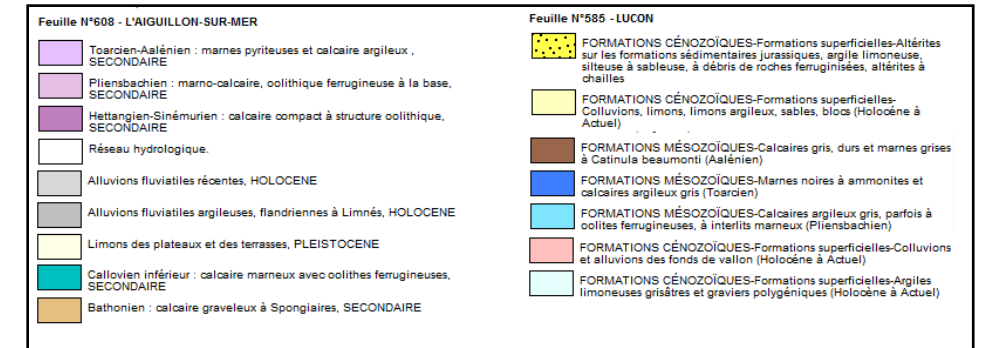 Feuille N°608 - L'AIGUILLON-SUR-MER
Toarcien-Aalénien : marnes pyriteuses et calcaire argileux ,
SECONDAIRE
Pliensbachien : marno-calcaire, oolithique ferrugineuse à la base,
SECONDAIRE
Hettangien-Sinémurien : calcaire compact à structure oolithique,
SECONDAIRE
Réseau hydrologique.
Alluvions fluviatiles récentes, HOLOCENE
Alluvions fluviatiles argileuses, flandriennes à Limnés, HOLOCENE
Limons des plateaux et des terrasses, PLEISTOCENE
Callovien inférieur : calcaire marneux avec oolithes ferrugineuses,
SECONDAIRE
Bathonien : calcaire graveleux à Spongiaires, SECONDAIRE
Feuille N°585 - LUCON
FORMATIONS CÉNOZOÏQUES-Formations superficielles-Altérites
sur les formations sédimentaires jurassiques, argile limoneuse,
silteuse à sableuse, à débris de roches ferruginisées, altérites à
chailles
FORMATIONS CÉNOZOÏQUES-Formations superficielles-
Colluvions, limons, limons argileux, sables, blocs (Holocéne à
Actuel)
FORMATIONS MÉSOZOÏQUES-Calcaires gris, durs et marnes grises
à Catinula beaumonti (Aalénien)
FORMATIONS MÉSOZOÏQUES-Marnes noires à ammonites et
calcaires argileux gris (Toarcien)
FORMATIONS MÉSOZOÏQUES-Calcaires argileux gris, parfois à
oolites ferrugineuses, à interlits marneux (Pliensbachien)
FORMATIONS CÉNOZOÏQUES-Formations superficielles-Colluvions
et alluvions des fonds de vallon (Holocéne à Actuel)
FORMATIONS CÉNOZOÏQUES-Formations superficielles-Argiles
limoneuses grisâtres et graviers polygéniques (Holocène à Actuel)